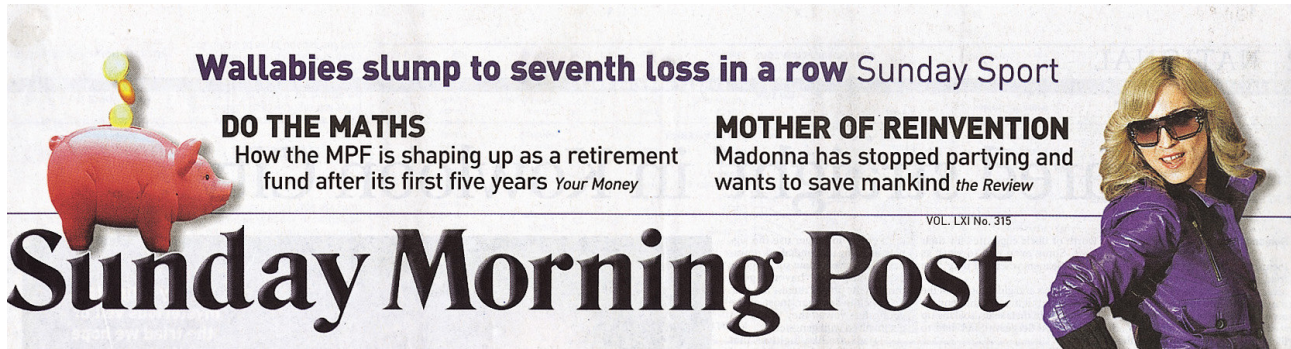 Wallabies slump to seventh loss in a row Sunday Sport
DO THE MATHS
How the MPF is shaping up as a retirement
fund after its first five years Your Money
MOTHER OF REINVENTION
Madonna has stopped partying and
wants to save mankind the Review
VOL. LXI No. 315
Sunday Morning Post